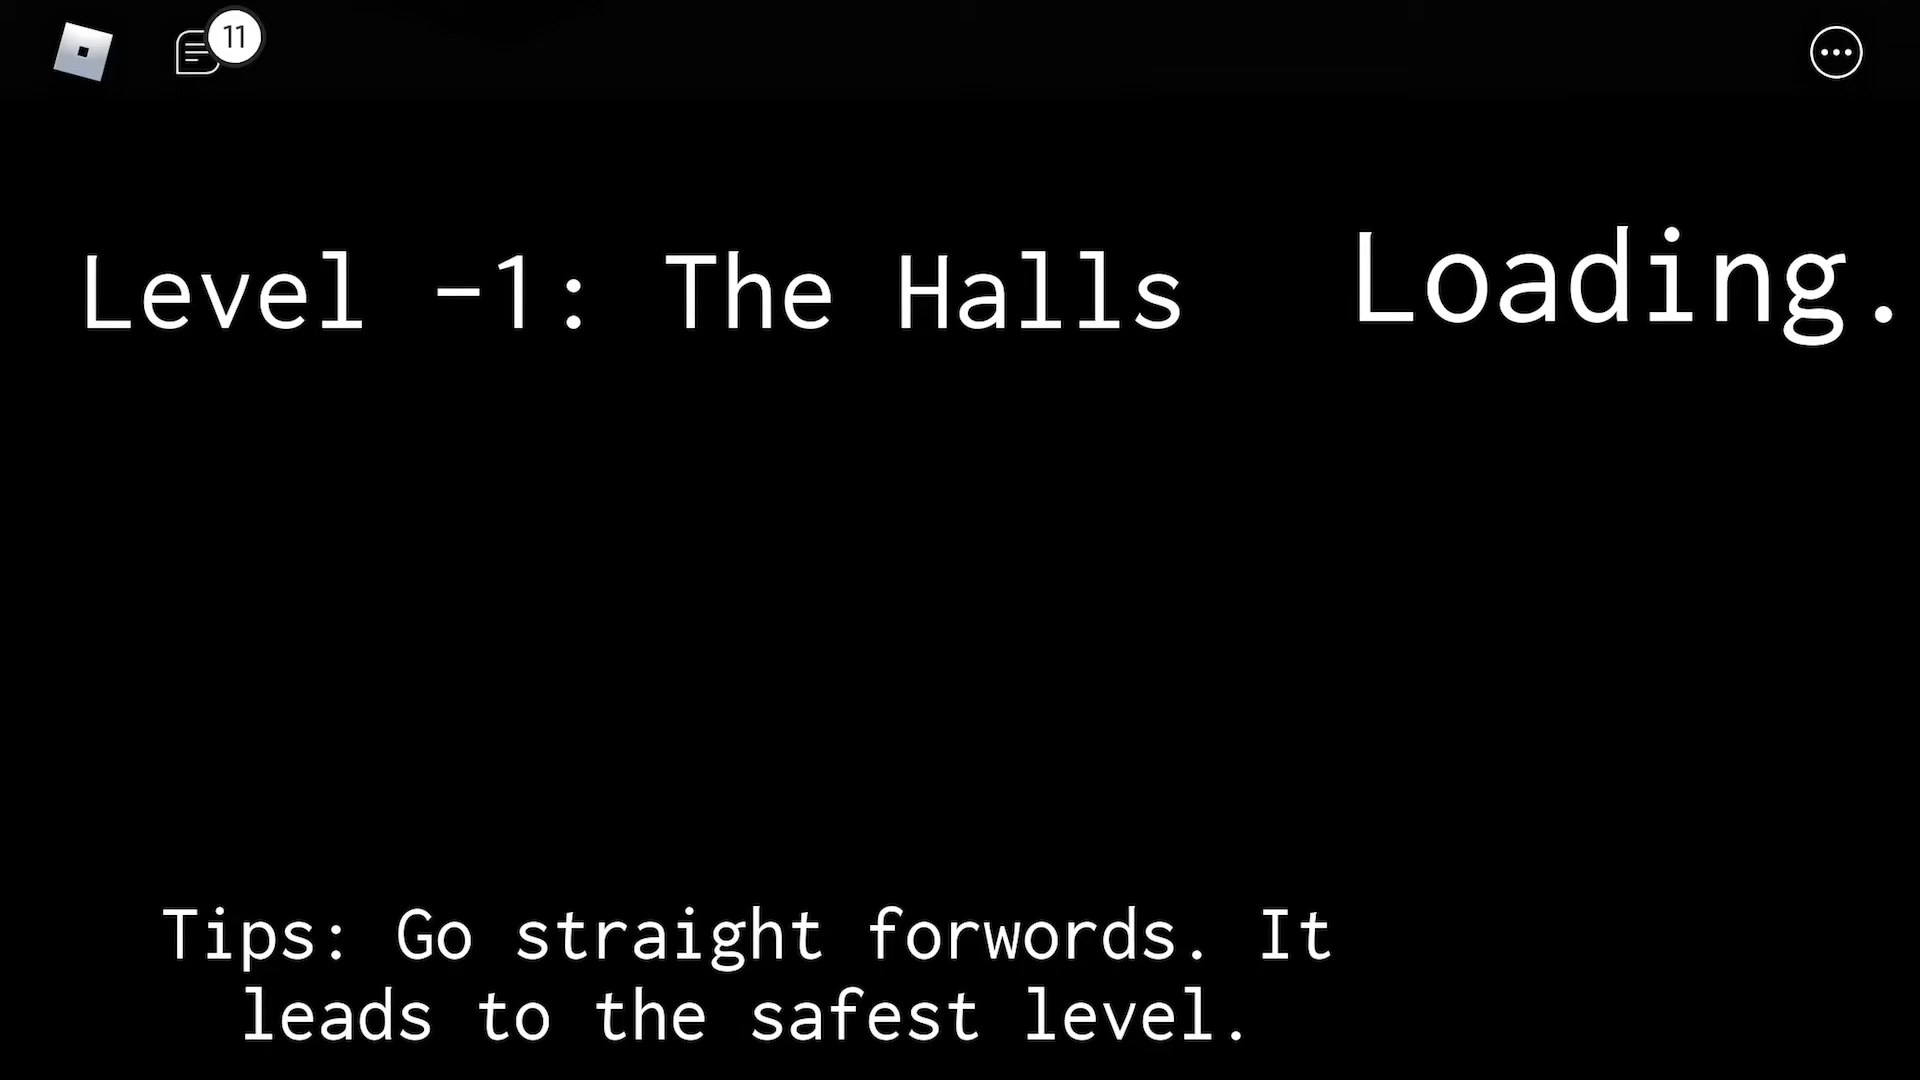 11
Level -1: The Halls
Loading.
Tips: Go straight forwords. It
leads to the safest level.